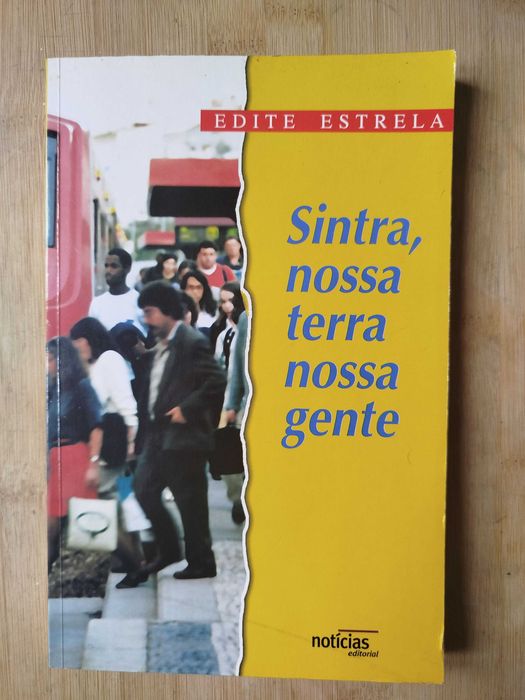 EDITE ESTRELA
Sintra,
nossa
terra
nossa
gente
notícias
editorial